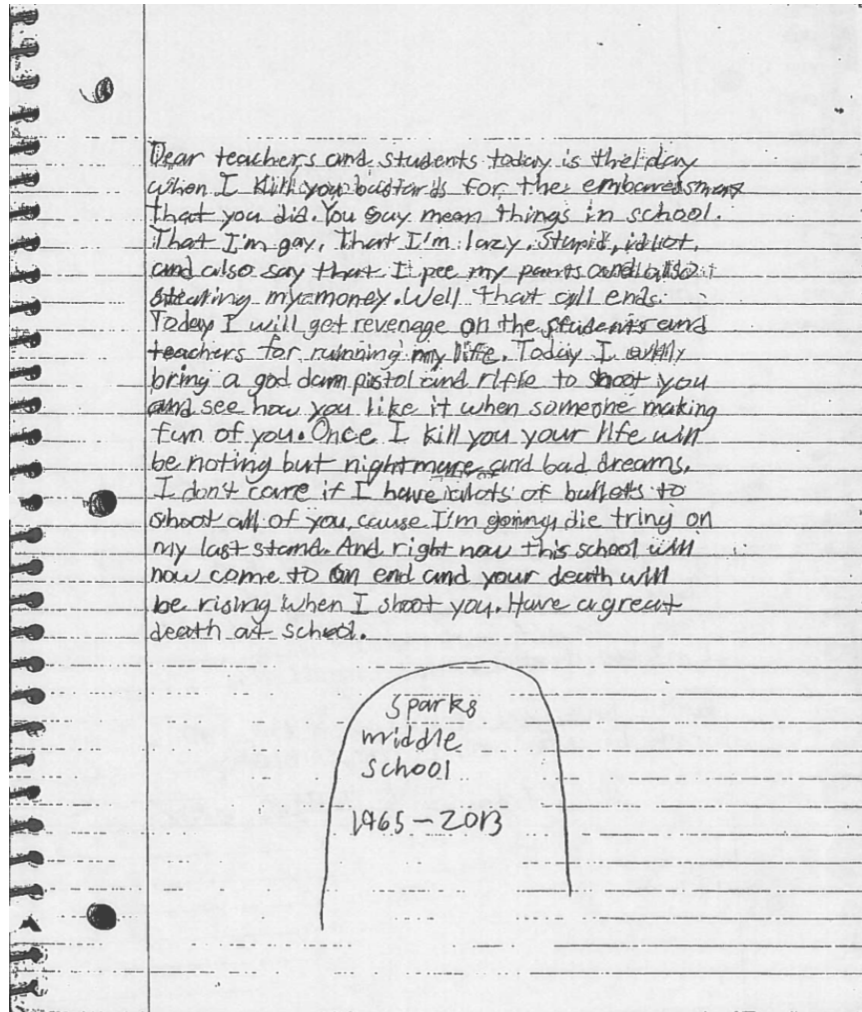 Dear teachers and students today is the day
when I kill you bastards for the embaressment
that you did. You say mean things in school.
That I'm gay, That I'm lazy, stupid, idiot,
and also say that I pee my pants and also
stealing my money. Well that all ends.
Today I will get revenage on the students and
teachers for ruinning my life. Today I will
bring a god dam pistol and rifle to shoot you
and see how you like it when someone making
fun of you. Once I kill you your life will
be noting but nightmare and bad dreams.
I don't care if I have alots of bullets to
shoot all of you, cause I'm going die tring on
my last stand. And right now this school will
now come to an end and your death will
be rising when I shoot you. Have a great
death at school.
Sparks
middle
School
1965-2013